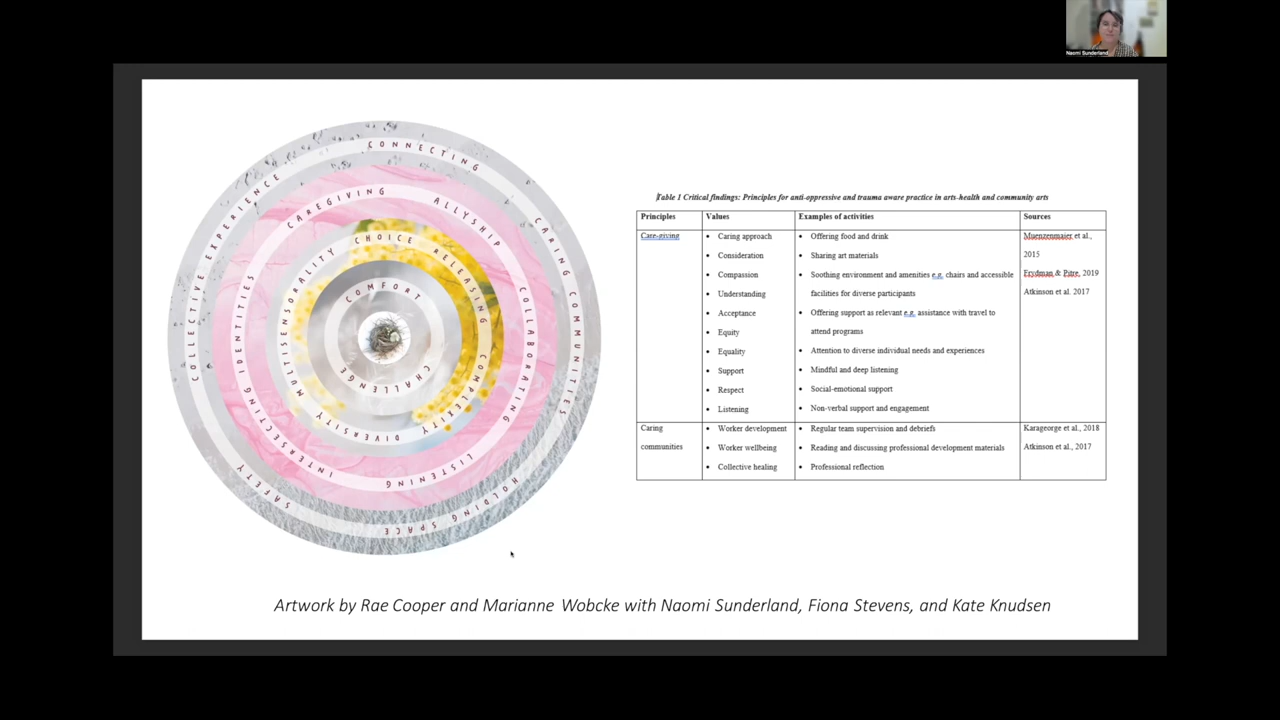 Naomi Sunderland
CONNECTING
CARING COMMUNITIES
HOLDING SPACE
SAFETY
COLLECTIVE EXPERIENCE
CAREGIVING
ALLYSHIP
COLLABORATING
LISTENING
INTERSECTING IDENTITIES
CHOICE
REVERING
COMPLEXITY
DIVERSITY
MULTISENSORALITY
COMFORT
CHALLENGE
Table 1 Critical findings: Principles for anti-oppressive and trauma aware practice in arts-health and community arts
Principles Values Examples of activities Sources
Care-giving • Caring approach • Offering food and drink Muenzenmaier et al.,
• Consideration • Sharing art materials 2015
• Compassion • Soothing environment and amenities e.g. chairs and accessible Frydman & Pitre, 2019
• Understanding facilities for diverse participants Atkinson et al. 2017
• Acceptance • Offering support as relevant e.g. assistance with travel to
• Equity attend programs
• Equality • Attention to diverse individual needs and experiences
• Support • Mindful and deep listening
• Respect • Social-emotional support
• Listening • Non-verbal support and engagement
Caring • Worker development • Regular team supervision and debriefs Karageorge et al., 2018
communities • Worker wellbeing • Reading and discussing professional development materials Atkinson et al., 2017
• Collective healing • Professional reflection
Artwork by Rae Cooper and Marianne Wobcke with Naomi Sunderland, Fiona Stevens, and Kate Knudsen